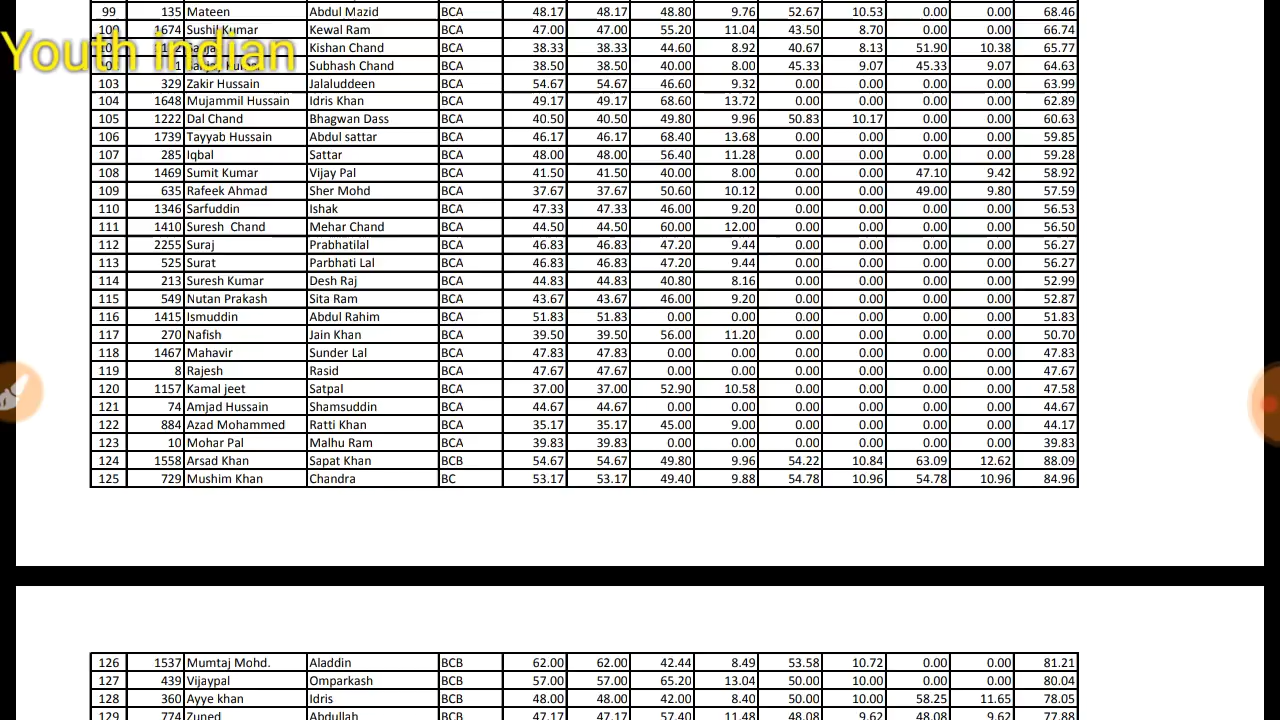 99 135 Mateen Abdul Mazid BCA 48.17 48.17 48.80 9.76 52.67 10.53 0.00 0.00 68.46
1674 Sushil Kumar Kewal Ram BCA 47.00 47.00 55.20 11.04 43.50 8.70 0.00 0.00 66.74
Youth indian
Kishan Chand BCA 38.33 38.33 44.60 8.92 40.67 8.13 51.90 10.38 65.77
Subhash Chand BCA 38.50 38.50 40.00 8.00 45.33 9.07 45.33 9.07 64.63
103 329 Zakir Hussain Jalaluddeen BCA 54.67 54.67 46.60 9.32 0.00 0.00 0.00 0.00 63.99
104 1648 Mujammil Hussain Idris Khan BCA 49.17 49.17 68.60 13.72 0.00 0.00 0.00 0.00 62.89
105 1222 Dal Chand Bhagwan Dass BCA 40.50 40.50 49.80 9.96 50.83 10.17 0.00 0.00 60.63
106 1739 Tayyab Hussain Abdul sattar BCA 46.17 46.17 68.40 13.68 0.00 0.00 0.00 0.00 59.85
107 285 Iqbal Sattar BCA 48.00 48.00 56.40 11.28 0.00 0.00 0.00 0.00 59.28
108 1469 Sumit Kumar Vijay Pal BCA 41.50 41.50 40.00 8.00 0.00 0.00 47.10 9.42 58.92
109 635 Rafeek Ahmad Sher Mohd BCA 37.67 37.67 50.60 10.12 0.00 0.00 49.00 9.80 57.59
110 1346 Sarfuddin Ishak BCA 47.33 47.33 46.00 9.20 0.00 0.00 0.00 0.00 56.53
111 1410 Suresh Chand Mehar Chand BCA 44.50 44.50 60.00 12.00 0.00 0.00 0.00 0.00 56.50
112 2255 Suraj Prabhatilal BCA 46.83 46.83 47.20 9.44 0.00 0.00 0.00 0.00 56.27
113 525 Surat Parbhati Lal BCA 46.83 46.83 47.20 9.44 0.00 0.00 0.00 0.00 56.27
114 213 Suresh Kumar Desh Raj BCA 44.83 44.83 40.80 8.16 0.00 0.00 0.00 0.00 52.99
115 549 Nutan Prakash Sita Ram BCA 43.67 43.67 46.00 9.20 0.00 0.00 0.00 0.00 52.87
116 1415 Ismuddin Abdul Rahim BCA 51.83 51.83 0.00 0.00 0.00 0.00 0.00 0.00 51.83
117 270 Nafish Jain Khan BCA 39.50 39.50 56.00 11.20 0.00 0.00 0.00 0.00 50.70
118 1467 Mahavir Sunder Lal BCA 47.83 47.83 0.00 0.00 0.00 0.00 0.00 0.00 47.83
119 8 Rajesh Rasid BCA 47.67 47.67 0.00 0.00 0.00 0.00 0.00 0.00 47.67
120 1157 Kamal jeet Satpal BCA 37.00 37.00 52.90 10.58 0.00 0.00 0.00 0.00 47.58
121 74 Amjad Hussain Shamsuddin BCA 44.67 44.67 0.00 0.00 0.00 0.00 0.00 0.00 44.67
122 884 Azad Mohammed Ratti Khan BCA 35.17 35.17 45.00 9.00 0.00 0.00 0.00 0.00 44.17
123 10 Mohar Pal Malhu Ram BCA 39.83 39.83 0.00 0.00 0.00 0.00 0.00 0.00 39.83
124 1558 Arsad Khan Sapat Khan BCB 54.67 54.67 49.80 9.96 54.22 10.84 63.09 12.62 88.09
125 729 Mushim Khan Chandra BC 53.17 53.17 49.40 9.88 54.78 10.96 54.78 10.96 84.96
126 1537 Mumtaj Mohd. Aladdin BCB 62.00 62.00 42.44 8.49 53.58 10.72 0.00 0.00 81.21
127 439 Vijaypal Omparkash BCB 57.00 57.00 65.20 13.04 50.00 10.00 0.00 0.00 80.04
128 360 Ayye khan Idris BCB 48.00 48.00 42.00 8.40 50.00 10.00 58.25 11.65 78.05
129 774 Zuned Abdullah BCB 47.17 47.17 57.40 11.48 48.08 9.62 48.08 9.62 77.88